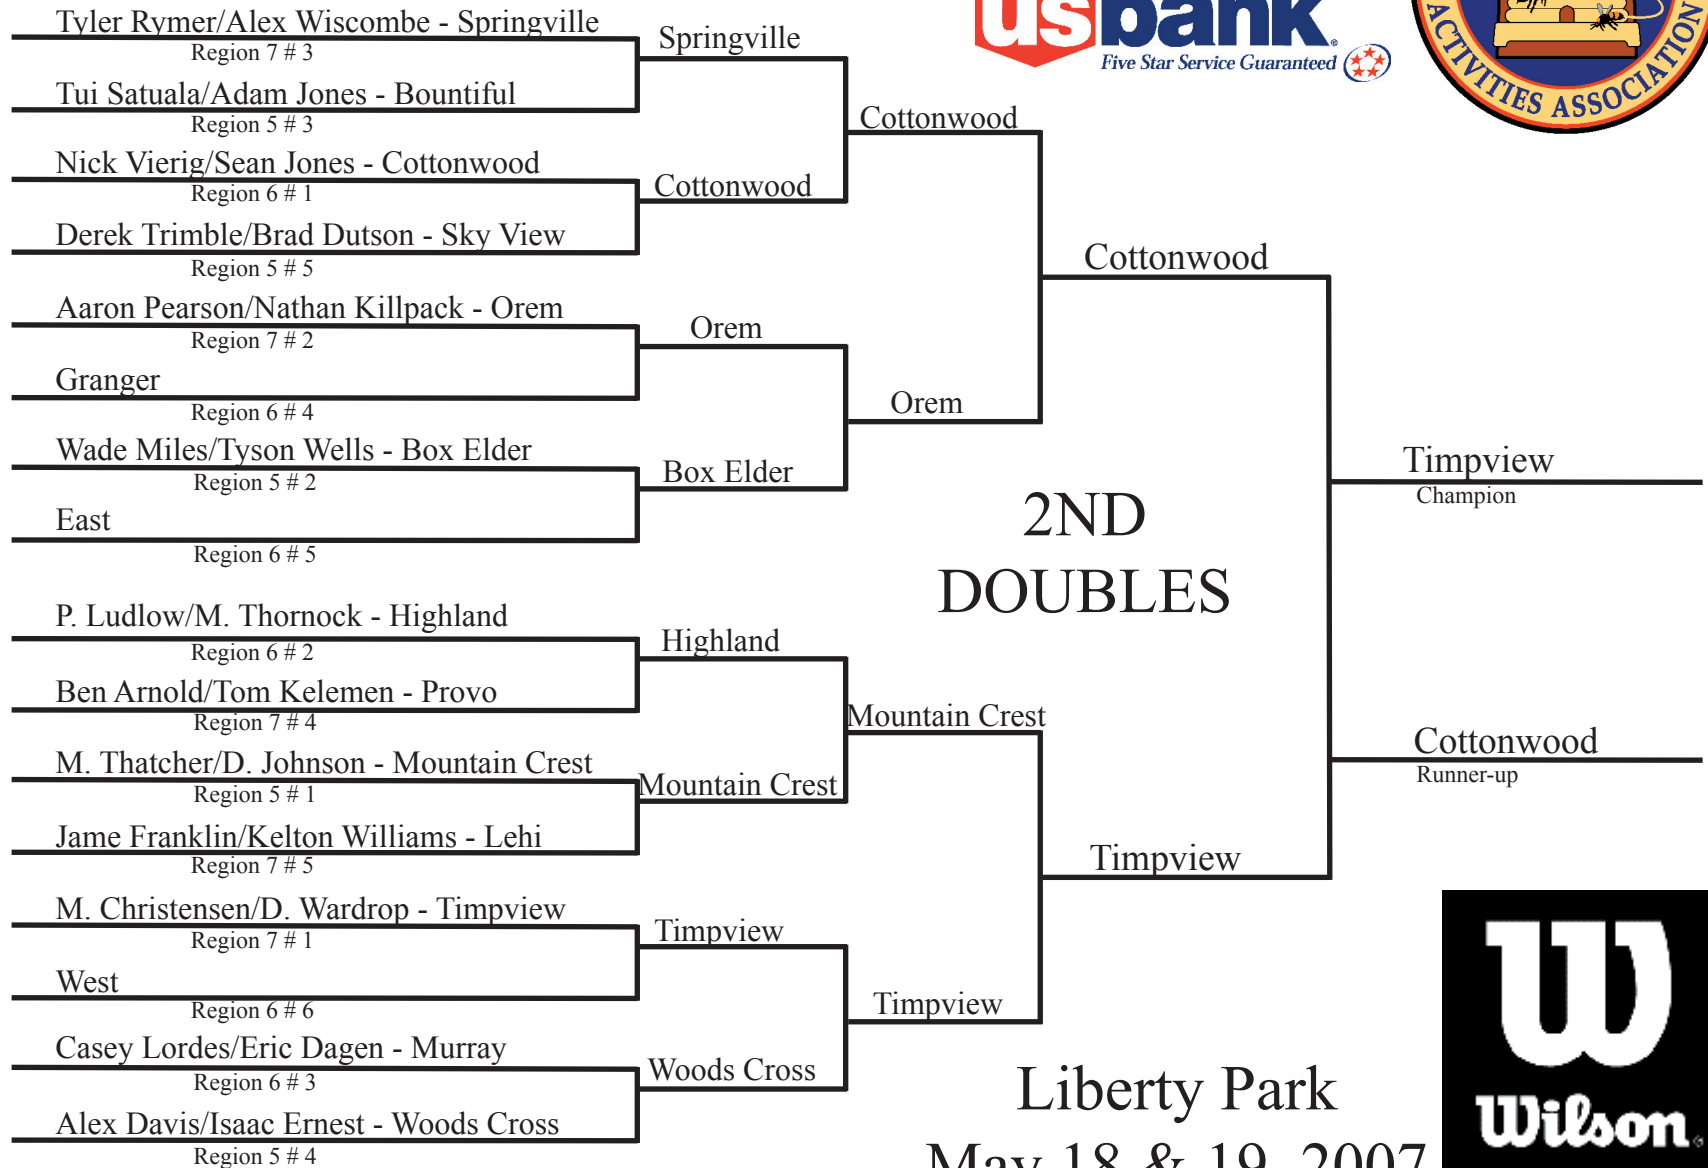 Tyler Rymer/Alex Wiscombe - Springville
Region 7 # 3
Tui Satuala/Adam Jones - Bountiful
Region 5 # 3
Nick Vierig/Sean Jones - Cottonwood
Region 6 # 1
Derek Trimble/Brad Dutson - Sky View
Region 5 # 5
Aaron Pearson/Nathan Killpack - Orem
Region 7 # 2
Granger
Region 6 # 4
Wade Miles/Tyson Wells - Box Elder
Region 5 # 2
East
Region 6 # 5
P. Ludlow/M. Thornock - Highland
Region 6 # 2
Ben Arnold/Tom Kelemen - Provo
Region 7 # 4
M. Thatcher/D. Johnson - Mountain Crest
Region 5 # 1
Jame Franklin/Kelton Williams - Lehi
Region 7 # 5
M. Christensen/D. Wardrop - Timpview
Region 7 # 1
West
Region 6 # 6
Casey Lordes/Eric Dagen - Murray
Region 6 # 3
Alex Davis/Isaac Ernest - Woods Cross
Region 5 # 4
Springville
Cottonwood
Orem
Box Elder
Highland
Mountain Crest
Timpview
Woods Cross
Cottonwood
Orem
Mountain Crest
Timpview
Cottonwood
Timpview
Timpview
Champion
Cottonwood
Runner-up
usbank.
Five Star Service Guaranteed
ACTIVITIES ASSOCIATION
2ND
DOUBLES
Liberty Park
May 18 & 19, 2007
W
Wilson.